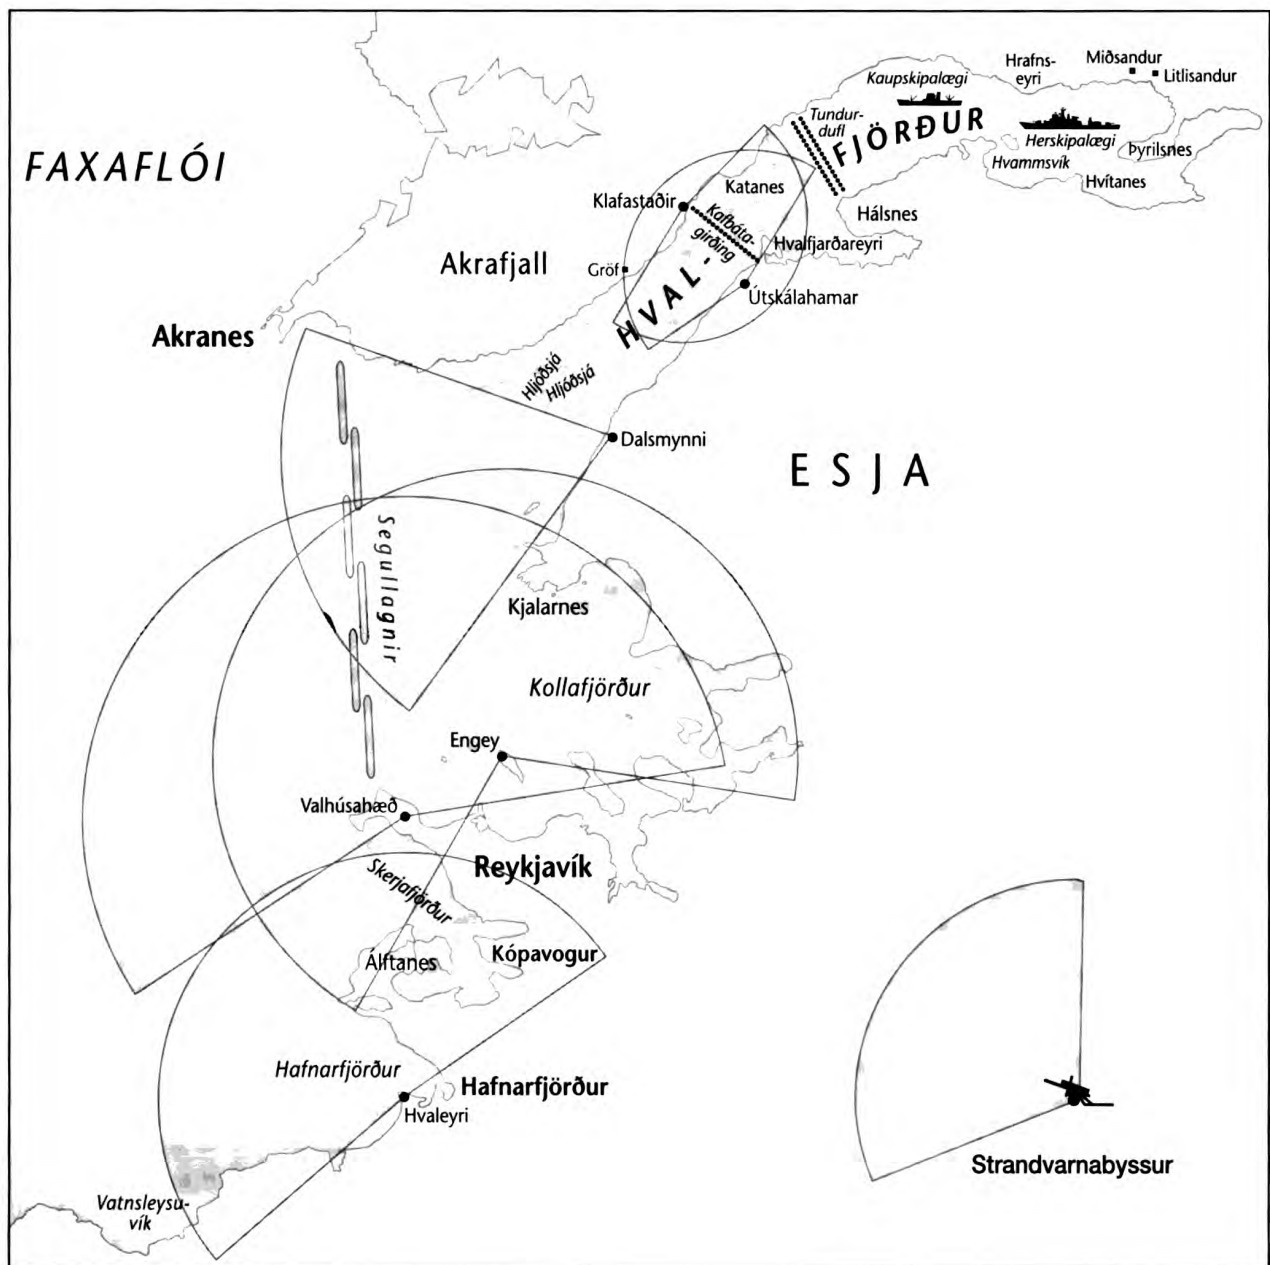 Miðsandur
Hrafns-
eyri
Litlisandur
Kaupskipalægi
Tundur-
dufl
FJÖRÐUR
Herskipalægi
Hvammsvík
Þyrilsnes
Hvítanes
FAXAFLÓI
Katanes
Klafastaðir
Kafbáta-
girðing
Hálsnes
Hvalfjarðareyri
Akrafjall
Gröf
HVAL-
Útskálahamar
Akranes
Hljóðsjá
Hljóðsjá
Dalsmynni
ESJA
Segullagnir
Kjalarnes
Kollafjörður
Engey
Valhúsahæð
Reykjavík
Skerjafjörður
Álftanes
Kópavogur
Hafnarfjörður
Hafnarfjörður
Hvaleyri
Strandvarnabyssur
Vatnsleysu-
vík